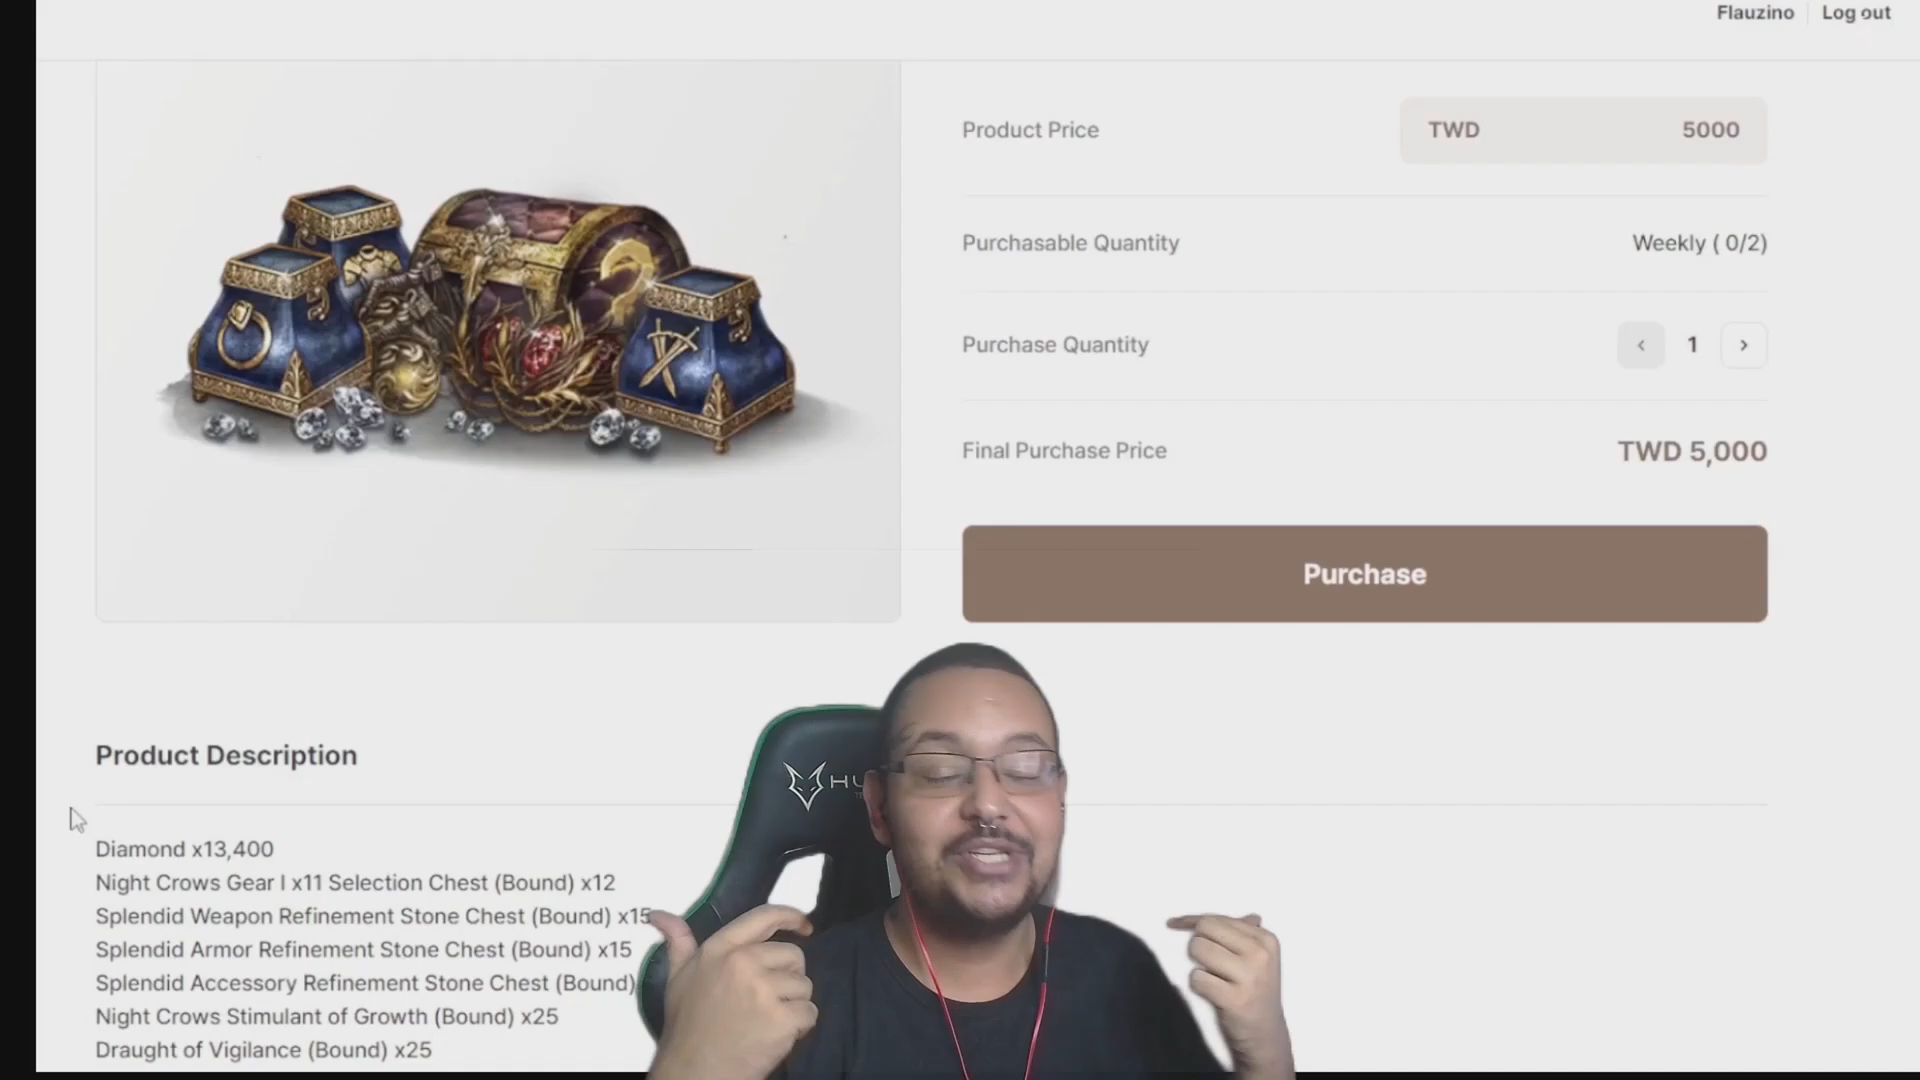 Flauzino
Log out
Product Price
TWD 5000
Purchasable Quantity
Weekly ( 0/2)
Purchase Quantity
‹ 1 ›
Final Purchase Price
TWD 5,000
Purchase
Product Description
Diamond x13,400
Night Crows Gear I x11 Selection Chest (Bound) x12
Splendid Weapon Refinement Stone Chest (Bound) x15
Splendid Armor Refinement Stone Chest (Bound) x15
Splendid Accessory Refinement Stone Chest (Bound)
Night Crows Stimulant of Growth (Bound) x25
Draught of Vigilance (Bound) x25